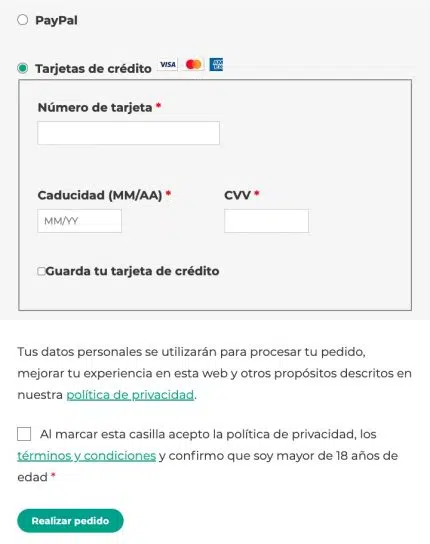 PayPal
Tarjetas de crédito VISA
Número de tarjeta *
Caducidad (MM/AA) * CVV *
MM/YY
Guarda tu tarjeta de crédito
Tus datos personales se utilizarán para procesar tu pedido,
mejorar tu experiencia en esta web y otros propósitos descritos en
nuestra política de privacidad.
Al marcar esta casilla acepto la política de privacidad, los
términos y condiciones y confirmo que soy mayor de 18 años de
edad *
Realizar pedido